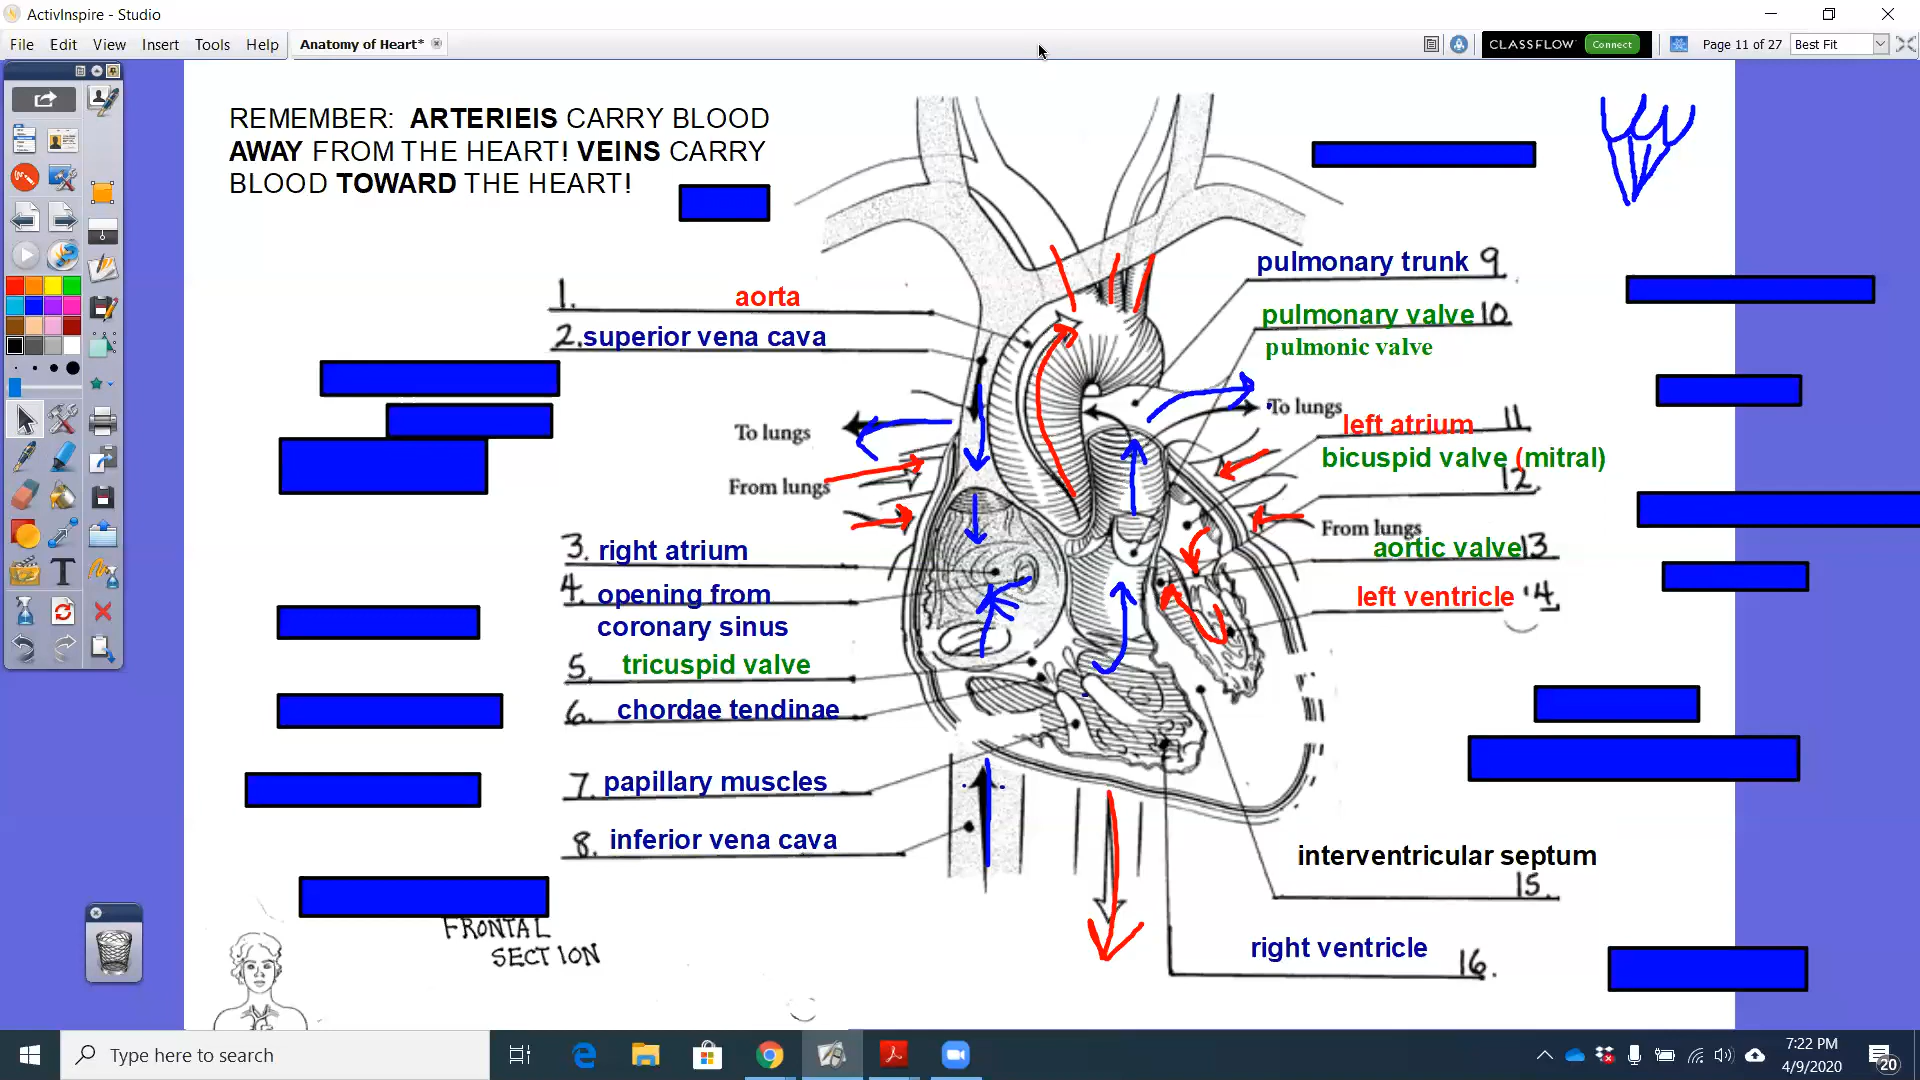 ActivInspire - Studio
File Edit View Insert Tools Help Anatomy of Heart*
CLASSFLOW Connect Page 11 of 27 Best Fit
REMEMBER: ARTERIEIS CARRY BLOOD
AWAY FROM THE HEART! VEINS CARRY
BLOOD TOWARD THE HEART!
1. aorta
2. superior vena cava
To lungs
From lungs
3. right atrium
4. opening from
coronary sinus
5. tricuspid valve
6. chordae tendinae
7. papillary muscles
8. inferior vena cava
FRONTAL
SECTION
pulmonary trunk 9
pulmonary valve 10
pulmonic valve
To lungs
left atrium 11
bicuspid valve (mitral)
12.
From lungs
aortic valve 13
left ventricle 14
interventricular septum
15.
right ventricle
16.
T
Type here to search
7:22 PM
4/9/2020
20